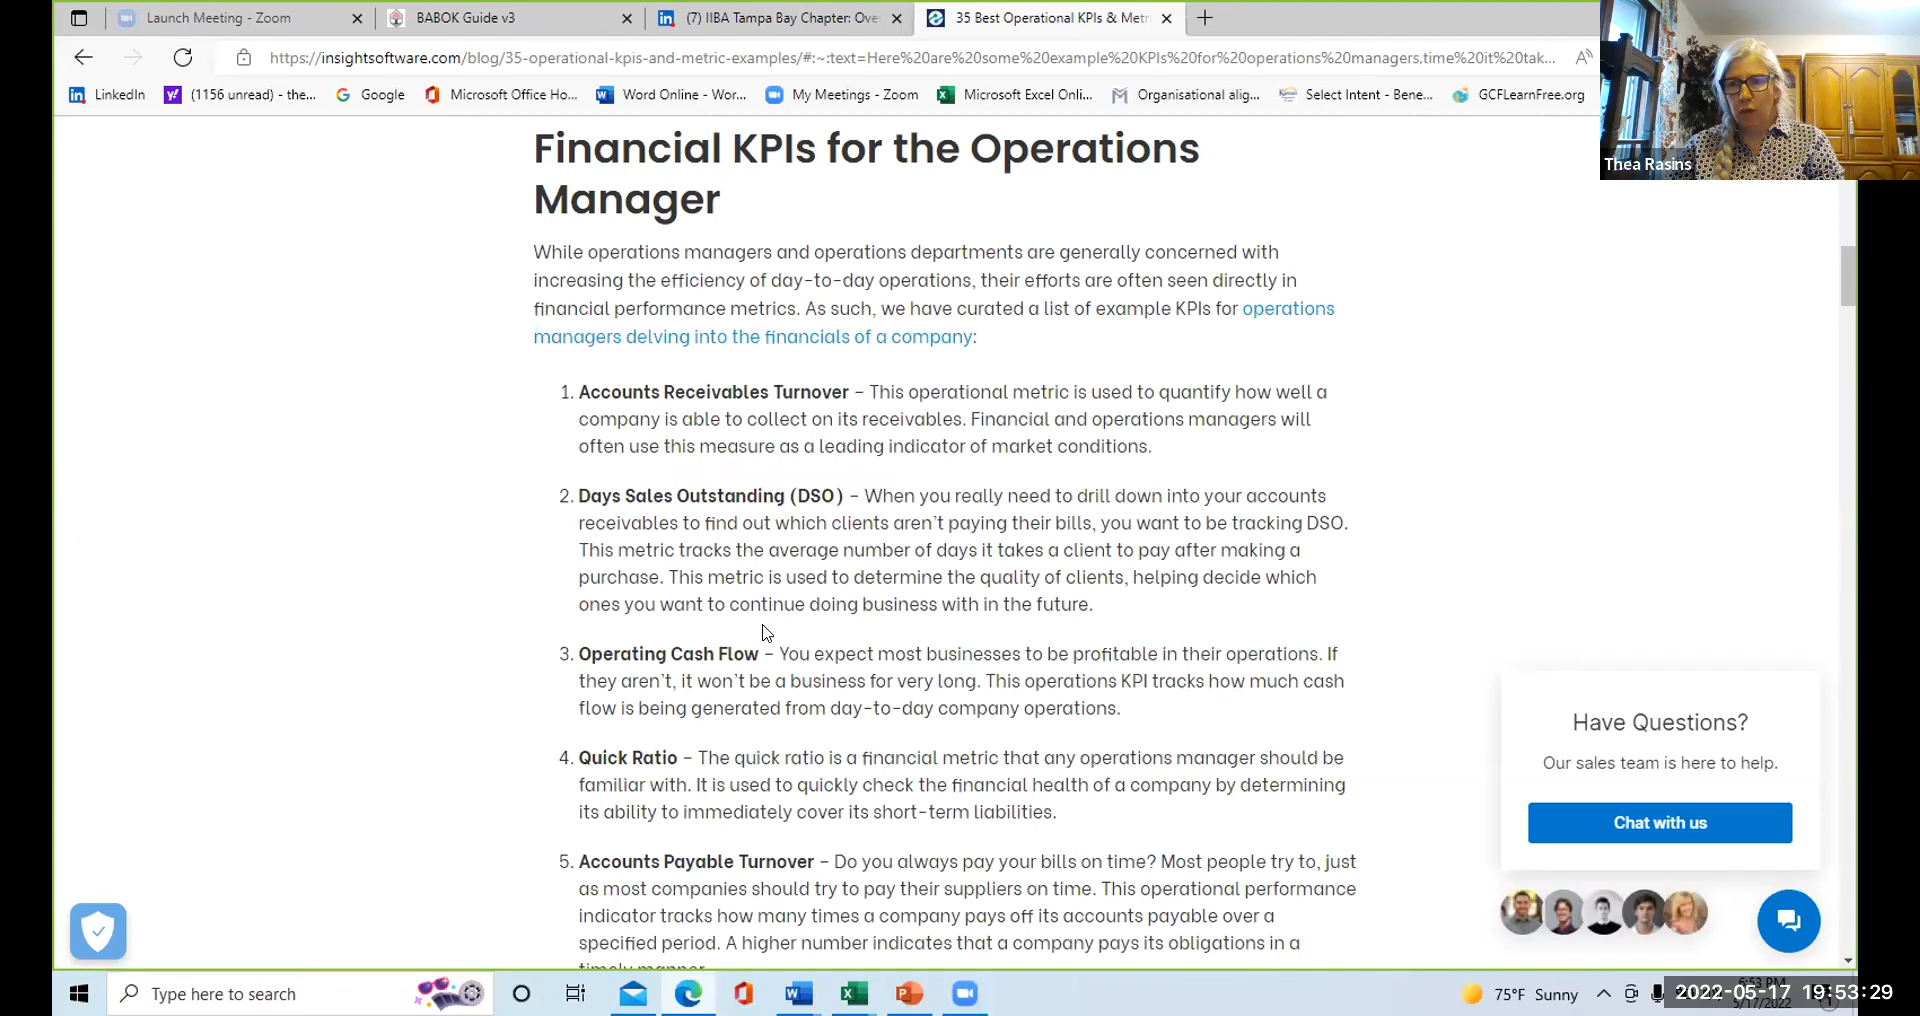 Launch Meeting - Zoom
BABOK Guide v3
(7) IIBA Tampa Bay Chapter: Ove
35 Best Operational KPIs & Metr
https://insightsoftware.com/blog/35-operational-kpis-and-metric-examples/#:~:text=Here%20are%20some%20example%20KPIs%20for%20operations%20managers,time%20it%20tak...
LinkedIn
(1156 unread) - the...
Google
Microsoft Office Ho...
Word Online - Wor...
My Meetings - Zoom
Microsoft Excel Onli...
Organisational alig...
Select Intent - Bene...
GCFLearnFree.org
Thea Rasins
Financial KPIs for the Operations
Manager
While operations managers and operations departments are generally concerned with
increasing the efficiency of day-to-day operations, their efforts are often seen directly in
financial performance metrics. As such, we have curated a list of example KPIs for operations
managers delving into the financials of a company:
1. Accounts Receivables Turnover – This operational metric is used to quantify how well a
company is able to collect on its receivables. Financial and operations managers will
often use this measure as a leading indicator of market conditions.
2. Days Sales Outstanding (DSO) – When you really need to drill down into your accounts
receivables to find out which clients aren't paying their bills, you want to be tracking DSO.
This metric tracks the average number of days it takes a client to pay after making a
purchase. This metric is used to determine the quality of clients, helping decide which
ones you want to continue doing business with in the future.
3. Operating Cash Flow – You expect most businesses to be profitable in their operations. If
they aren't, it won't be a business for very long. This operations KPI tracks how much cash
flow is being generated from day-to-day company operations.
4. Quick Ratio – The quick ratio is a financial metric that any operations manager should be
familiar with. It is used to quickly check the financial health of a company by determining
its ability to immediately cover its short-term liabilities.
5. Accounts Payable Turnover – Do you always pay your bills on time? Most people try to, just
as most companies should try to pay their suppliers on time. This operational performance
indicator tracks how many times a company pays off its accounts payable over a
specified period. A higher number indicates that a company pays its obligations in a
timely manner
Have Questions?
Our sales team is here to help.
Chat with us
Type here to search
75°F Sunny
6:53 PM
5/17/2022
2022-05-17 19:53:29